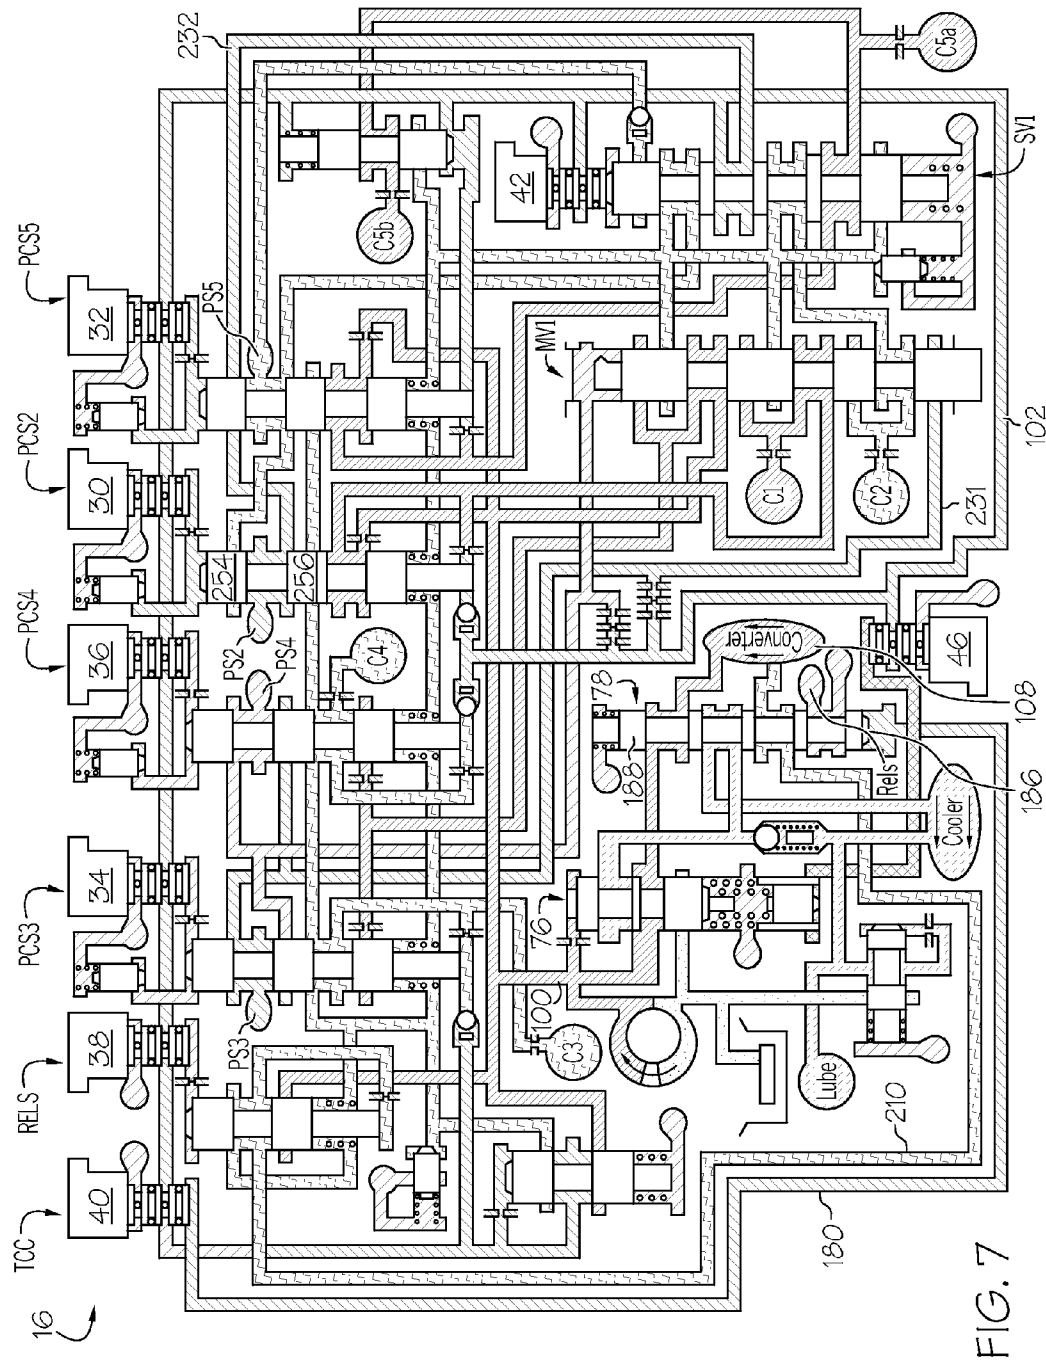 16
TCC
40
RELS
38
PCS3
34
PCS4
36
PCS2
30
PCS5
32
232
C5a
C5b
42
SV1
PS5
MV1
254
256
PS2
PS4
C4
C1
C2
102
231
PS3
100
C3
76
78
188
Converter
46
108
Rels
186
Cooler
Lube
210
180
FIG. 7